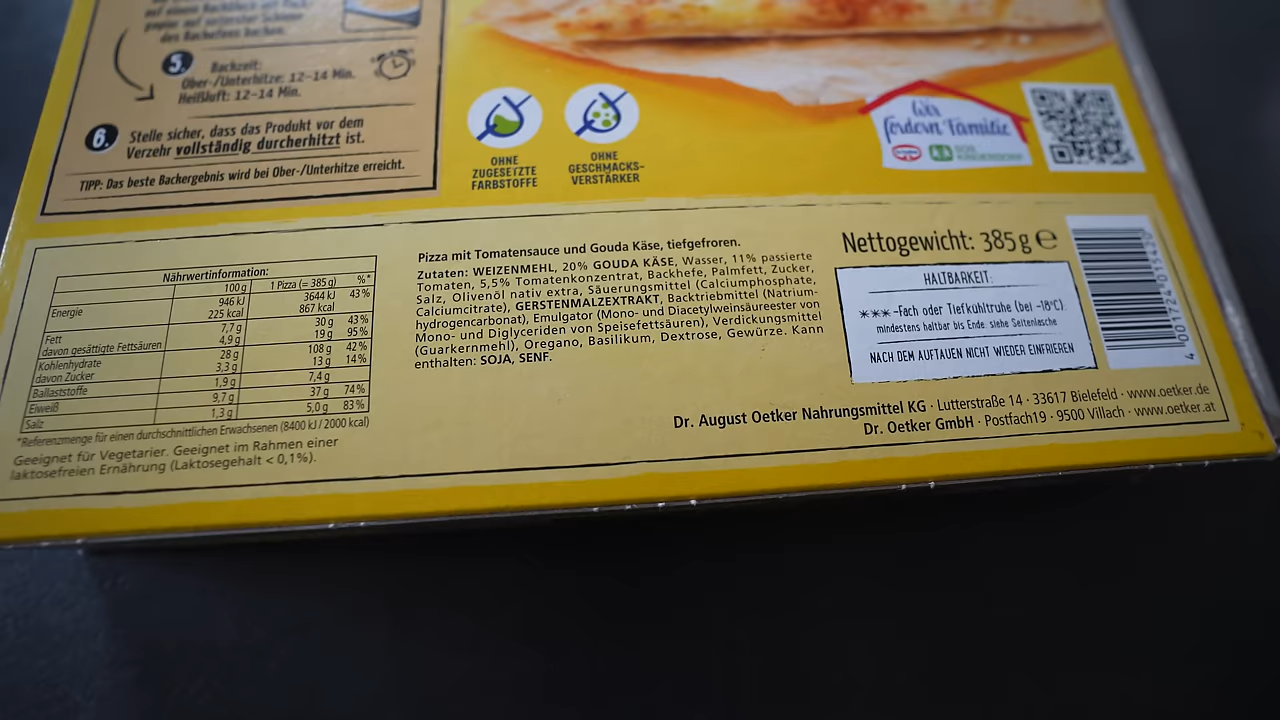 des Backofens backen.
5.
Backzeit:
Ober-/Unterhitze: 12–14 Min.
Heißluft: 12–14 Min.
6.
Stelle sicher, dass das Produkt vor dem
Verzehr vollständig durcherhitzt ist.
TIPP: Das beste Backergebnis wird bei Ober-/Unterhitze erreicht.
OHNE
ZUGESETZTE
FARBSTOFFE
OHNE
GESCHMACKS-
VERSTÄRKER
Wir
fördern Familie
Nährwertinformation:
100 g 1 Pizza (= 385 g) %*
Energie 946 kJ 3644 kJ 43%
225 kcal 867 kcal
Fett 7,7 g 30 g 43%
davon gesättigte Fettsäuren 4,9 g 19 g 95%
Kohlenhydrate 28 g 108 g 42%
davon Zucker 3,3 g 13 g 14%
Ballaststoffe 1,9 g 7,4 g
Eiweiß 9,7 g 37 g 74%
Salz 1,3 g 5,0 g 83%
*Referenzmenge für einen durchschnittlichen Erwachsenen (8400 kJ / 2000 kcal)
Geeignet für Vegetarier. Geeignet im Rahmen einer
laktosefreien Ernährung (Laktosegehalt < 0,1%).
Pizza mit Tomatensauce und Gouda Käse, tiefgefroren.
Zutaten: WEIZENMEHL, 20% GOUDA KÄSE, Wasser, 11% passierte
Tomaten, 5,5% Tomatenkonzentrat, Backhefe, Palmfett, Zucker,
Salz, Olivenöl nativ extra, Säuerungsmittel (Calciumphosphate,
Calciumcitrate), GERSTENMALZEXTRAKT, Backtriebmittel (Natrium-
hydrogencarbonat), Emulgator (Mono- und Diacetylweinsäureester von
Mono- und Diglyceriden von Speisefettsäuren), Verdickungsmittel
(Guarkernmehl), Oregano, Basilikum, Dextrose, Gewürze. Kann
enthalten: SOJA, SENF.
Nettogewicht: 385 g ℮
HALTBARKEIT:
***-Fach oder Tiefkühltruhe (bei -18°C):
mindestens haltbar bis Ende: siehe Seitenlasche
NACH DEM AUFTAUEN NICHT WIEDER EINFRIEREN
Dr. August Oetker Nahrungsmittel KG · Lutterstraße 14 · 33617 Bielefeld · www.oetker.de
Dr. Oetker GmbH · Postfach19 · 9500 Villach · www.oetker.at
4 001724 012420